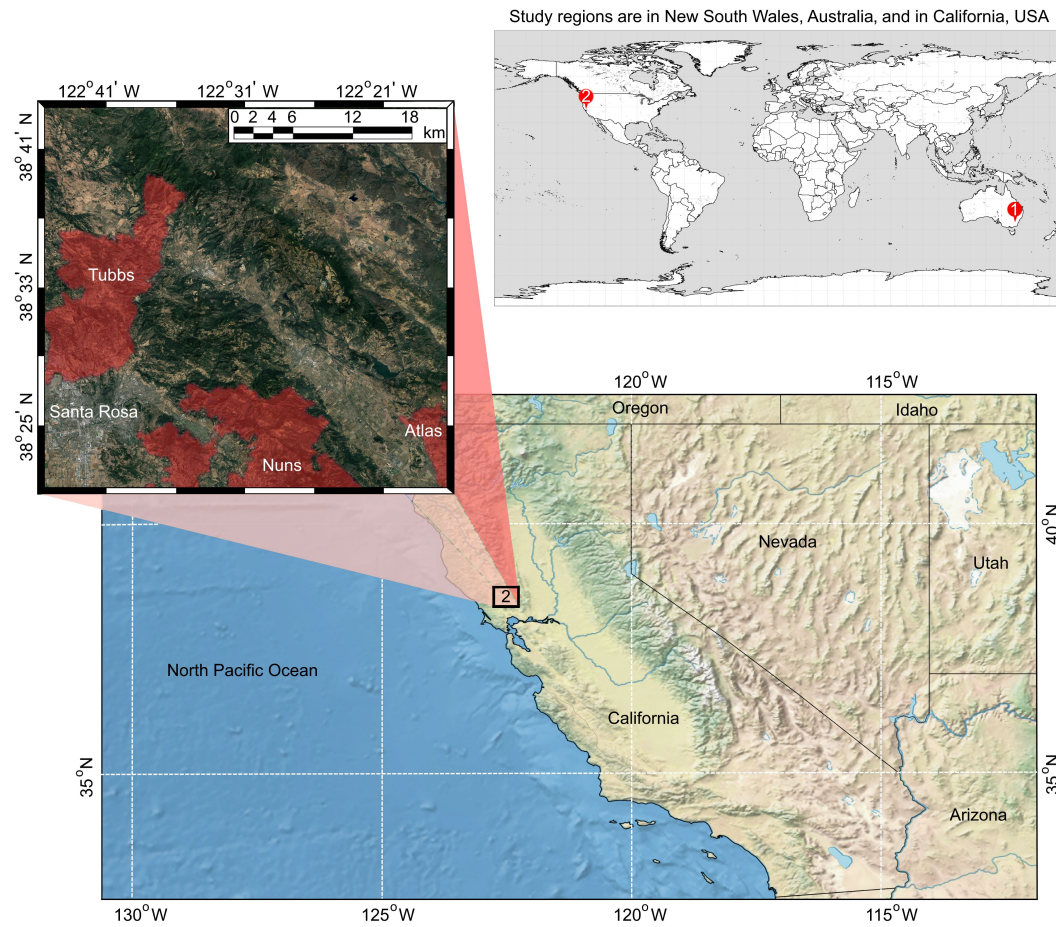 Study regions are in New South Wales, Australia, and in California, USA
2
1
122°41' W
122°31' W
122°21' W
0 2 4 6 12 18
km
38°41' N
38°33' N
38°25' N
Tubbs
Santa Rosa
Atlas
Nuns
120°W
115°W
Oregon
Idaho
Nevada
Utah
40°N
2
North Pacific Ocean
California
35°N
35°N
Arizona
130°W
125°W
120°W
115°W